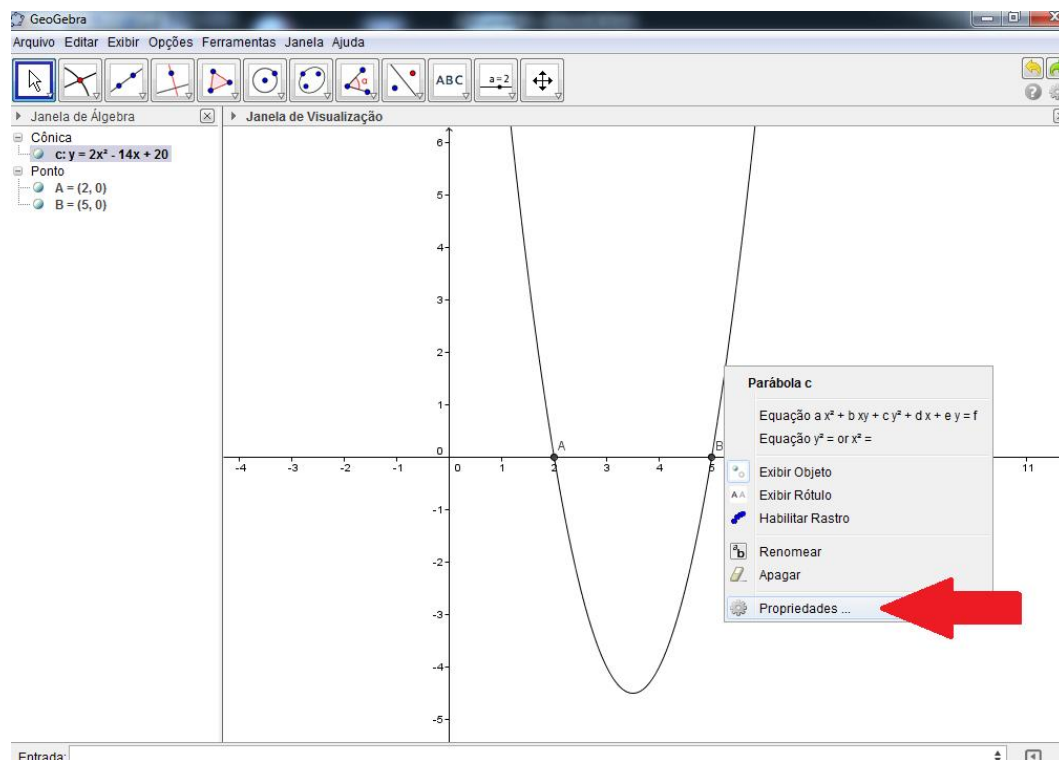 GeoGebra
Arquivo Editar Exibir Opções Ferramentas Janela Ajuda
ABC
a=2
Janela de Álgebra
Janela de Visualização
Cônica
c: y = 2x² - 14x + 20
Ponto
A = (2, 0)
B = (5, 0)
6
5
4
3
2
1
0
-1
-2
-3
-4
-5
-4 -3 -2 -1 0 1 2 3 4 5 11
A
B
Parábola c
Equação a x² + b xy + c y² + d x + e y = f
Equação y² = or x² =
Exibir Objeto
AA Exibir Rótulo
Habilitar Rastro
ab Renomear
Apagar
Propriedades ...
Entrada: